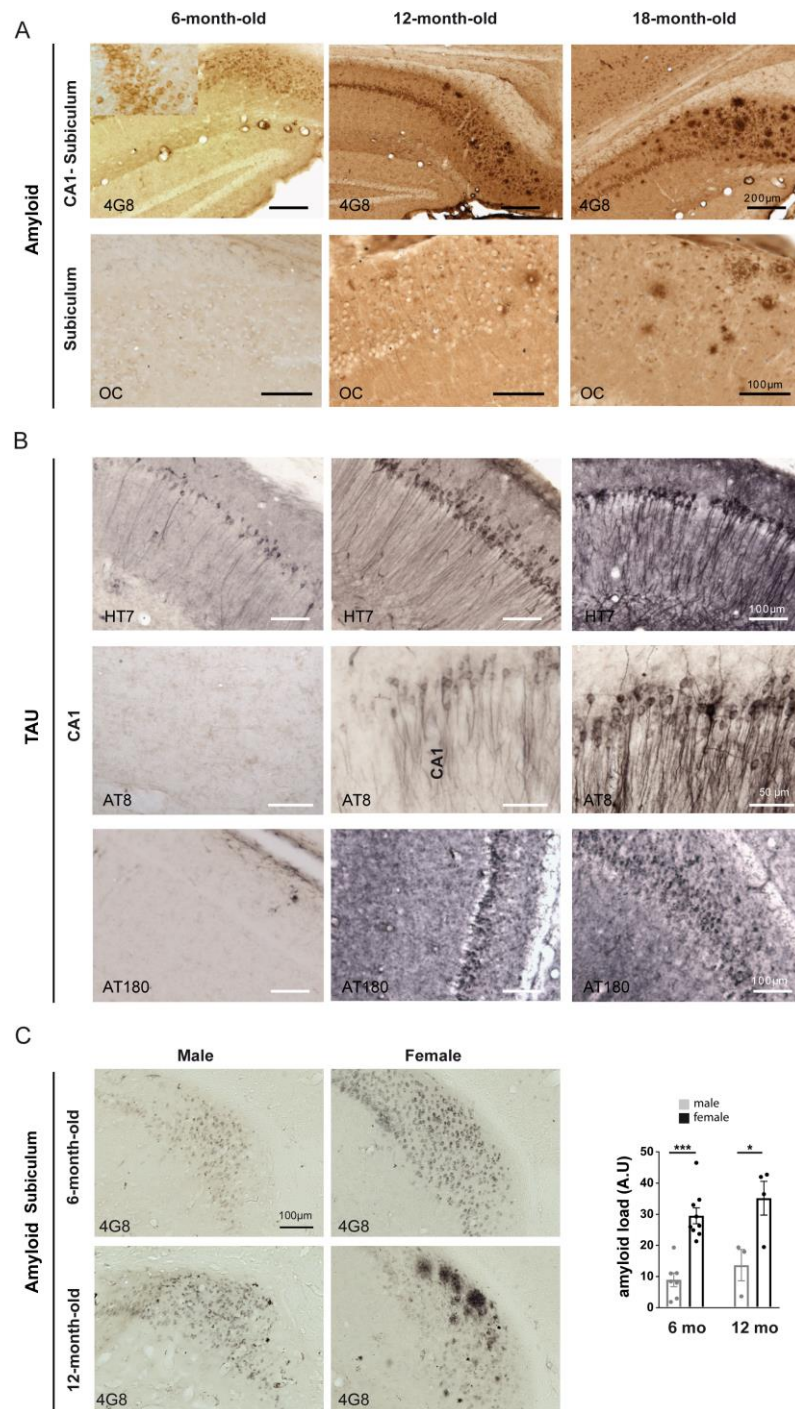 A
6-month-old
12-month-old
18-month-old
Amyloid
CA1- Subiculum
4G8
4G8
4G8
200µm
Subiculum
OC
OC
OC
100µm
B
TAU
CA1
HT7
HT7
HT7
100µm
AT8
AT8
CA1
AT8
50 µm
AT180
AT180
AT180
100µm
C
Male
Female
Amyloid Subiculum
6-month-old
4G8
100µm
4G8
12-month-old
4G8
4G8
male
female
amyloid load (A.U)
50
40
30
20
10
0
***
*
6 mo
12 mo